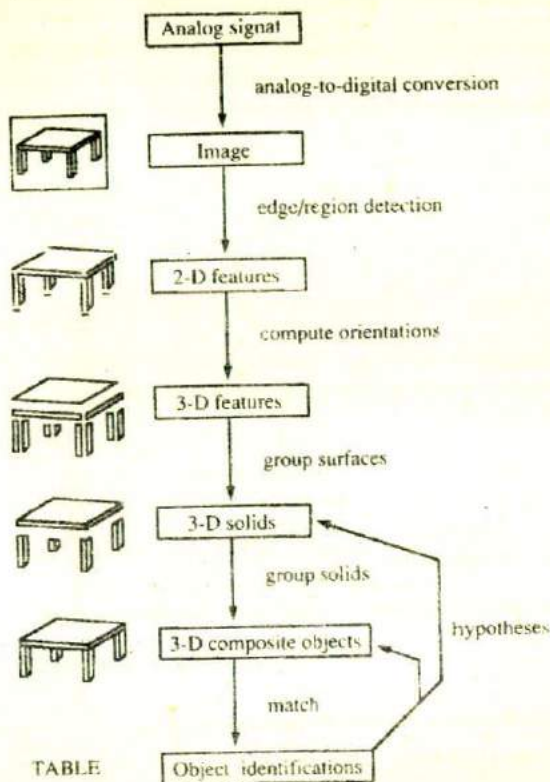 Analog signat
analog-to-digital conversion
Image
edge/region detection
2-D features
compute orientations
3-D features
group surfaces
3-D solids
group solids
hypotheses
3-D composite objects
match
TABLE
Object identifications